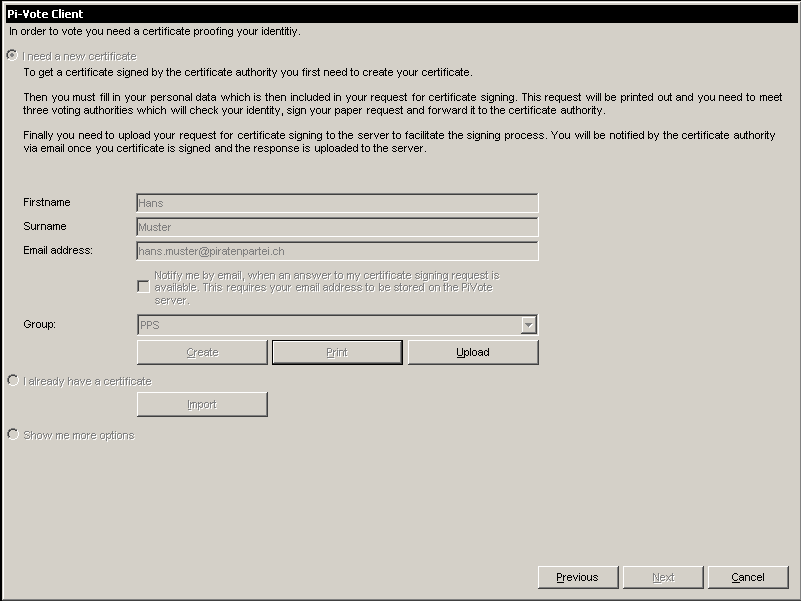 Pi-Vote Client
In order to vote you need a certificate proofing your identitiy.
I need a new certificate
To get a certificate signed by the certificate authority you first need to create your certificate.
Then you must fill in your personal data which is then included in your request for certificate signing. This request will be printed out and you need to meet
three voting authorities which will check your identity, sign your paper request and forward it to the certificate authority.
Finally you need to upload your request for certificate signing to the server to facilitate the signing process. You will be notified by the certificate authority
via email once you certificate is signed and the response is uploaded to the server.
Firstname Hans
Surname Muster
Email address: hans.muster@piratenpartei.ch
Notify me by email, when an answer to my certificate signing request is
available. This requires your email address to be stored on the PiVote
server.
Group: PPS
Create Print Upload
I already have a certificate
Import
Show me more options
Previous Next Cancel